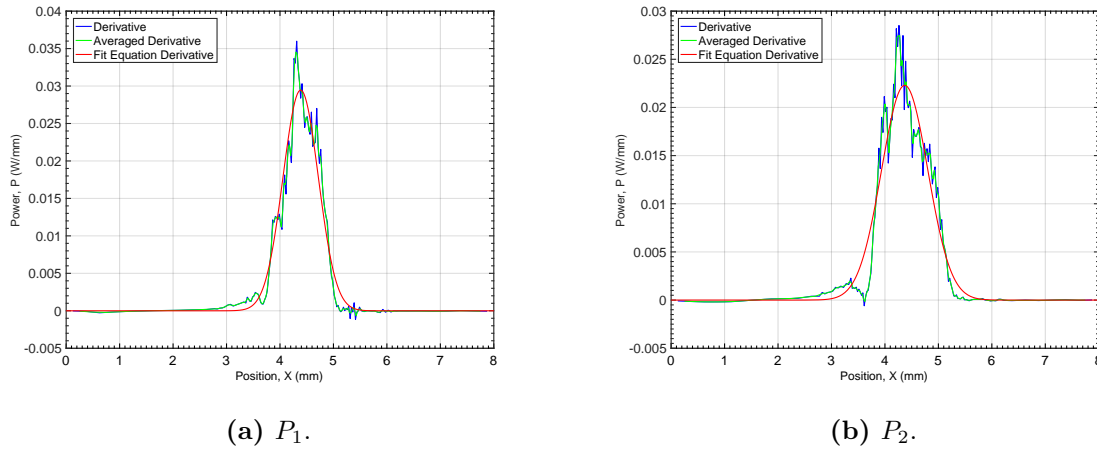 0.04
0.035
0.03
0.025
0.02
0.015
0.01
0.005
0
-0.005
Power, P (W/mm)
Derivative
Averaged Derivative
Fit Equation Derivative
0 1 2 3 4 5 6 7 8
Position, X (mm)
(a) P₁.
0.03
0.025
0.02
0.015
0.01
0.005
0
-0.005
Power, P (W/mm)
Derivative
Averaged Derivative
Fit Equation Derivative
0 1 2 3 4 5 6 7 8
Position, X (mm)
(b) P₂.